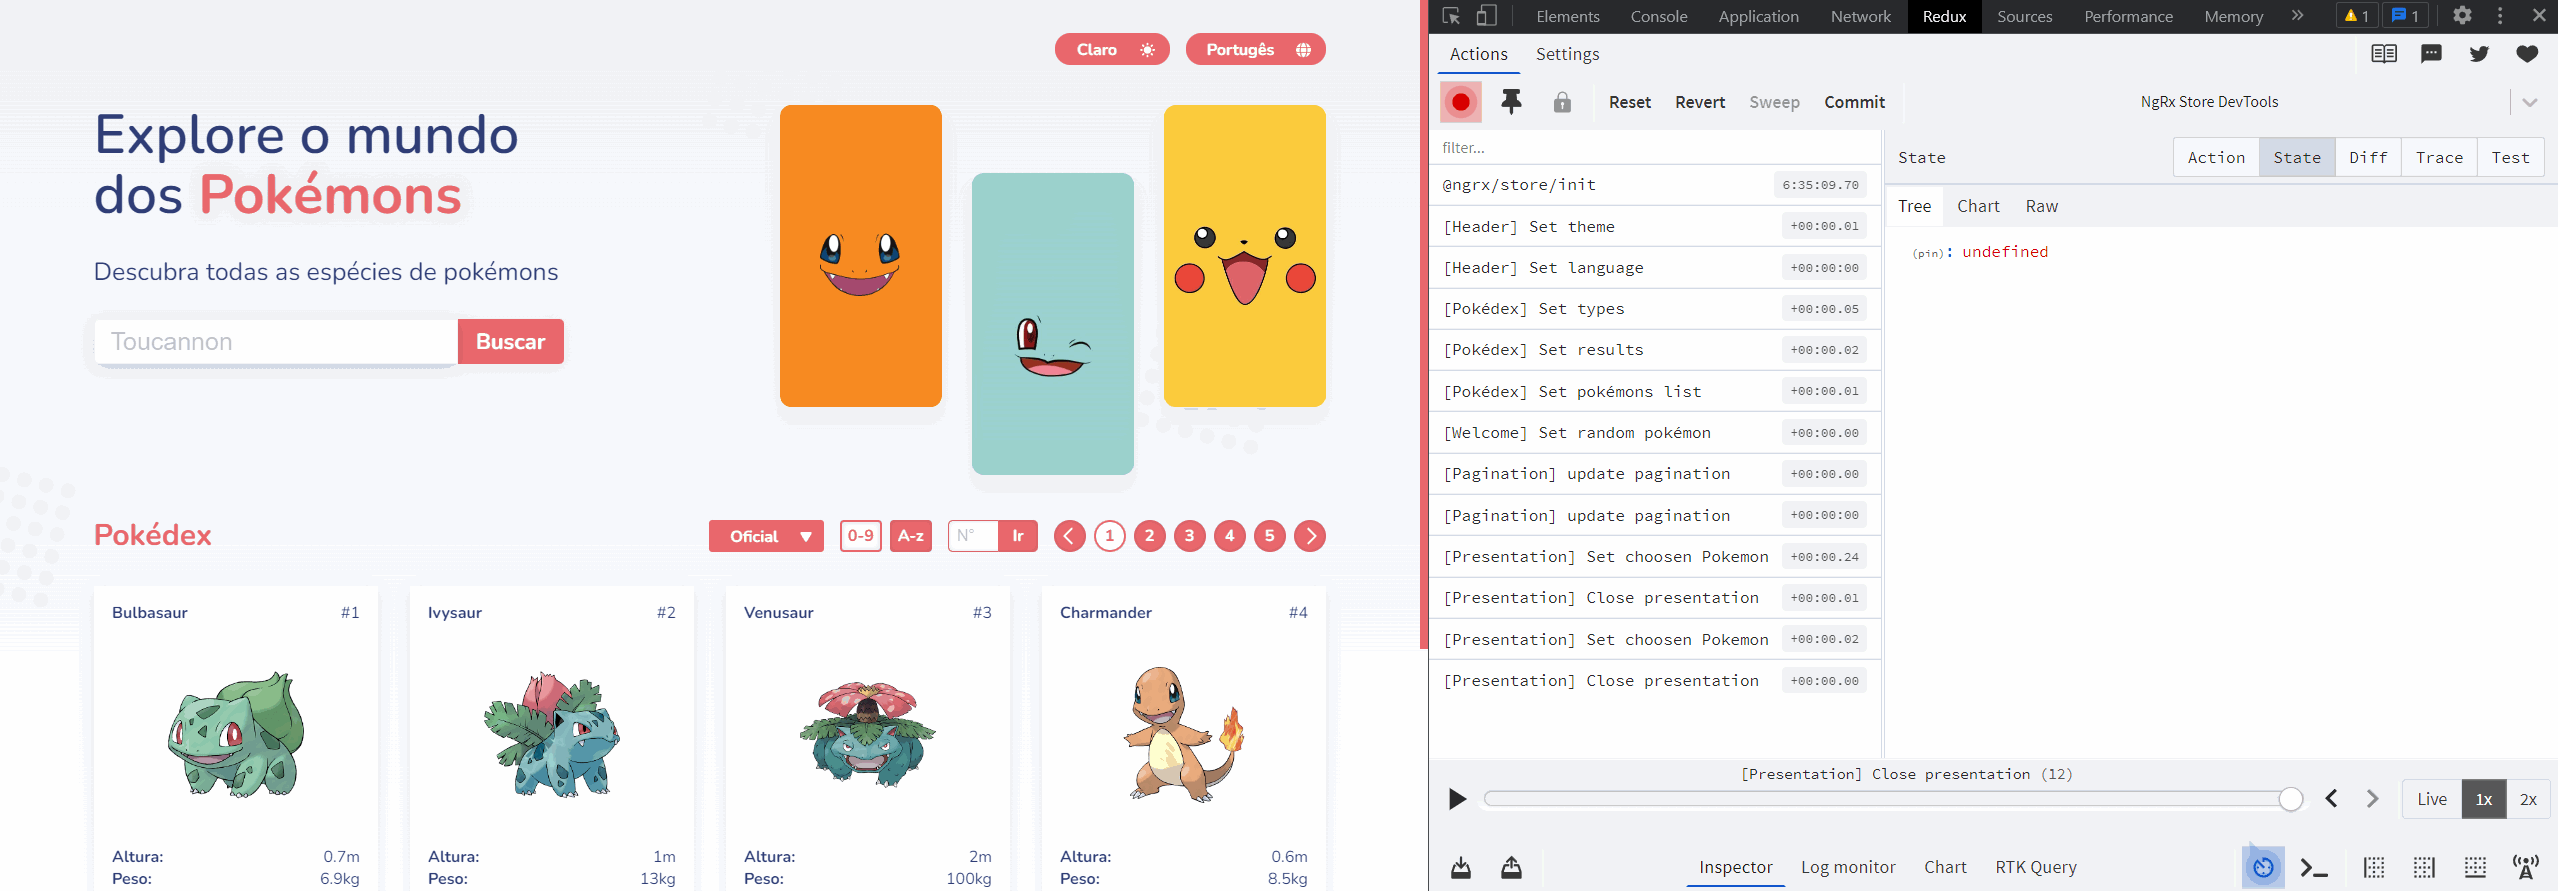 Claro
Portugês
Explore o mundo
dos Pokémons
Descubra todas as espécies de pokémons
Toucannon
Buscar
Pokédex
Oficial
0-9
A-z
N°
Ir
1
2
3
4
5
Bulbasaur #1
Altura: 0.7m
Peso: 6.9kg
Ivysaur #2
Altura: 1m
Peso: 13kg
Venusaur #3
Altura: 2m
Peso: 100kg
Charmander #4
Altura: 0.6m
Peso: 8.5kg
Elements Console Application Network Redux Sources Performance Memory » 1 1
Actions Settings
Reset Revert Sweep Commit
NgRx Store DevTools
filter...
@ngrx/store/init 6:35:09.70
[Header] Set theme +00:00.01
[Header] Set language +00:00:00
[Pokédex] Set types +00:00.05
[Pokédex] Set results +00:00.02
[Pokédex] Set pokémons list +00:00.01
[Welcome] Set random pokémon +00:00.00
[Pagination] update pagination +00:00.00
[Pagination] update pagination +00:00:00
[Presentation] Set choosen Pokemon +00:00.24
[Presentation] Close presentation +00:00.01
[Presentation] Set choosen Pokemon +00:00.02
[Presentation] Close presentation +00:00.00
State
Action State Diff Trace Test
Tree Chart Raw
(pin): undefined
[Presentation] Close presentation (12)
Live 1x 2x
Inspector Log monitor Chart RTK Query